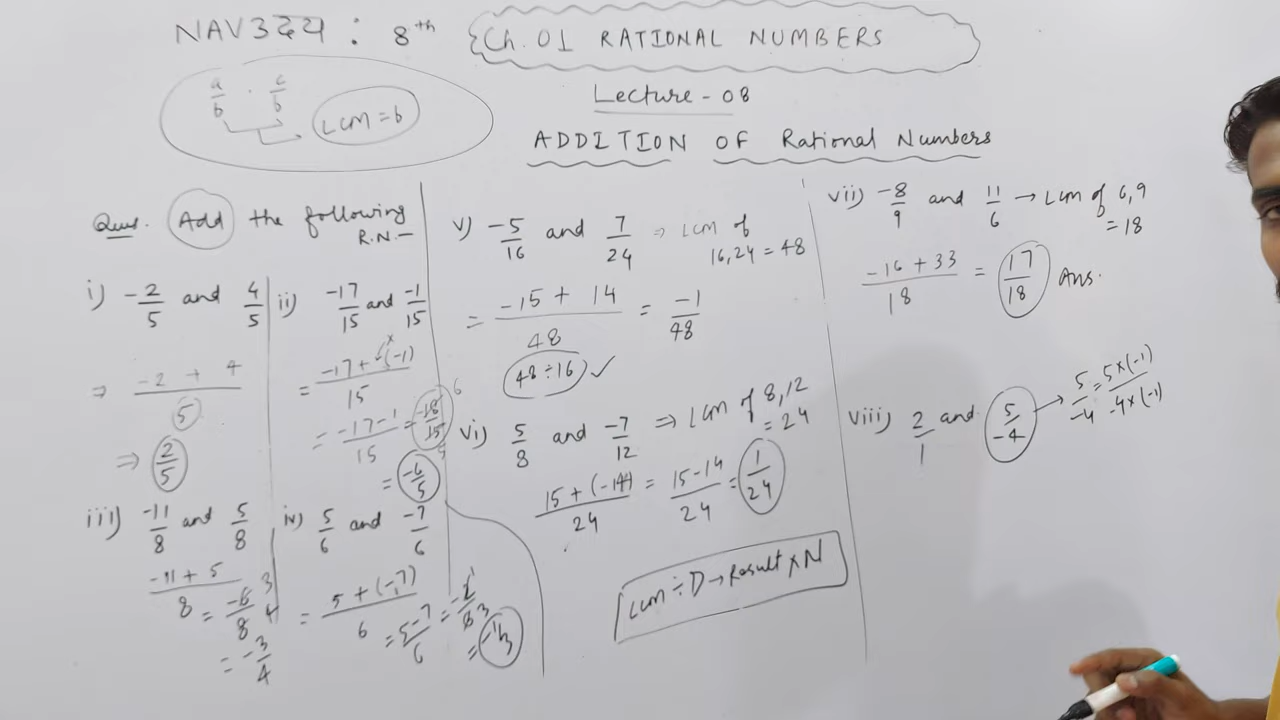 NAVउदय : 8th
Ch. 01 RATIONAL NUMBERS
a/b . c/b
LCM = b
Lecture - 08
ADDITION OF Rational Numbers
Ques. Add the following
R.N.—
i) -2/5 and 4/5
⇒ -2 + 4 / 5
⇒ 2/5
ii) -17/15 and -1/15
= -17 + (-1) / 15
= -17-1 / 15 = -18/15 6 5
= -6/5
iii) -11/8 and 5/8
-11 + 5 / 8 = -6/8 3 4
= -3/4
iv) 5/6 and -7/6
= 5 + (-7) / 6
= 5-7 / 6 = -2/6 1 3
= -1/3
v) -5/16 and 7/24 ⇒ LCM of
16, 24 = 48
= -15 + 14 / 48 = -1/48
48 ÷ 16 ✓
vi) 5/8 and -7/12 ⇒ LCM of 8, 12
= 24
15 + (-14) / 24 = 15-14 / 24 = 1/24
LCM ÷ D → Result × N
vii) -8/9 and 11/6 → LCM of 6, 9
= 18
-16 + 33 / 18 = 17/18 Ans.
viii) 2/1 and 5/-4 → 5/-4 = 5×(-1) / -4×(-1)